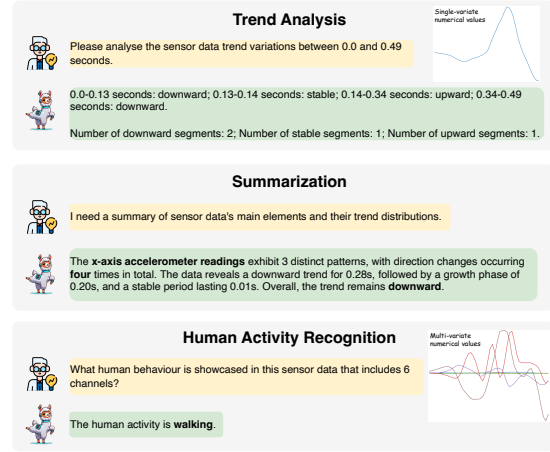 Trend Analysis
Single-variate
numerical values
Please analyse the sensor data trend variations between 0.0 and 0.49
seconds.
0.0-0.13 seconds: downward; 0.13-0.14 seconds: stable; 0.14-0.34 seconds: upward; 0.34-0.49
seconds: downward.
Number of downward segments: 2; Number of stable segments: 1; Number of upward segments: 1.
Summarization
I need a summary of sensor data's main elements and their trend distributions.
The x-axis accelerometer readings exhibit 3 distinct patterns, with direction changes occurring
four times in total. The data reveals a downward trend for 0.28s, followed by a growth phase of
0.20s, and a stable period lasting 0.01s. Overall, the trend remains downward.
Human Activity Recognition
Multi-variate
numerical values
What human behaviour is showcased in this sensor data that includes 6
channels?
The human activity is walking.